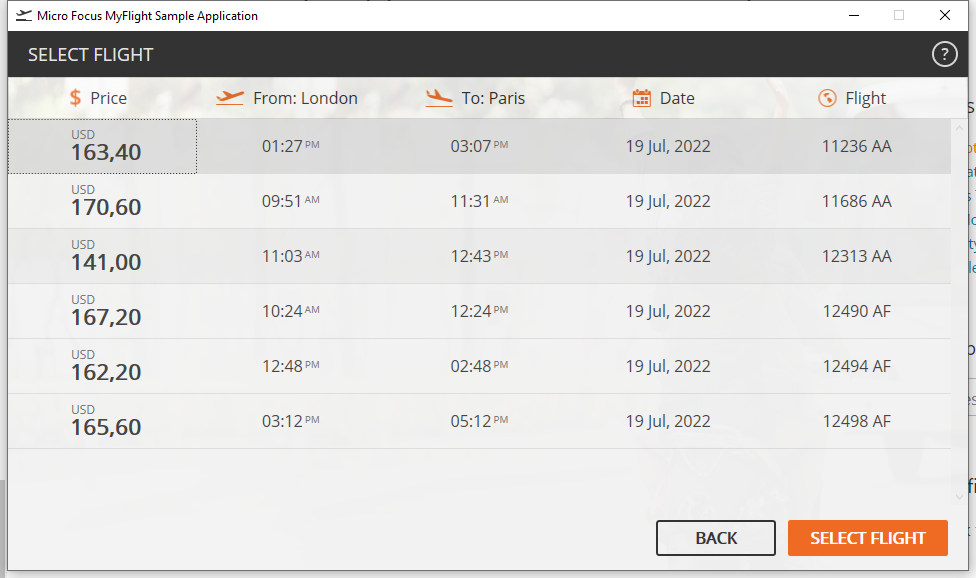 Micro Focus MyFlight Sample Application
SELECT FLIGHT ?
$ Price From: London To: Paris Date Flight
USD
163,40 01:27 PM 03:07 PM 19 Jul, 2022 11236 AA
USD
170,60 09:51 AM 11:31 AM 19 Jul, 2022 11686 AA
USD
141,00 11:03 AM 12:43 PM 19 Jul, 2022 12313 AA
USD
167,20 10:24 AM 12:24 PM 19 Jul, 2022 12490 AF
USD
162,20 12:48 PM 02:48 PM 19 Jul, 2022 12494 AF
USD
165,60 03:12 PM 05:12 PM 19 Jul, 2022 12498 AF
BACK SELECT FLIGHT